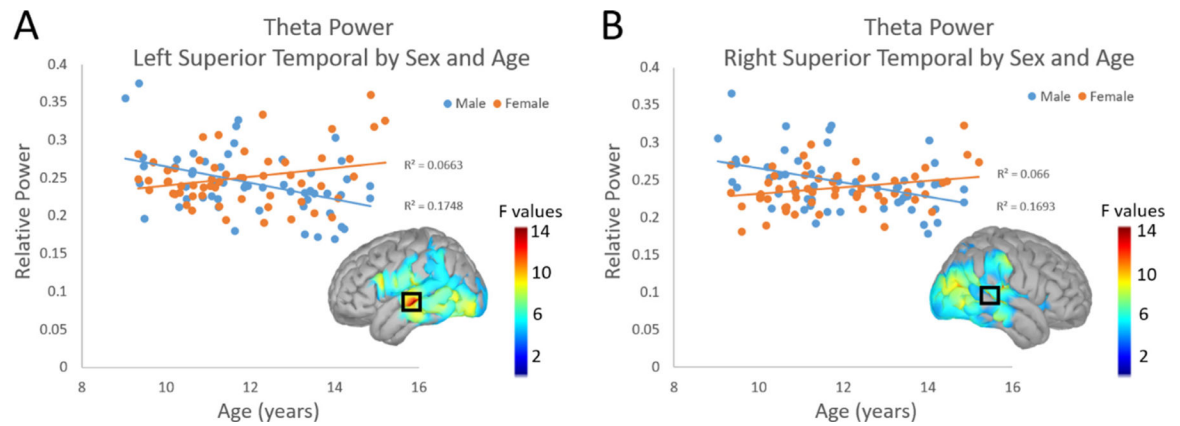 A
Theta Power
Left Superior Temporal by Sex and Age
Relative Power
0.4
0.35
0.3
0.25
0.2
0.15
0.1
0.05
0
Male Female
R² = 0.0663
R² = 0.1748
F values
14
10
6
2
8 10 12 14 16
Age (years)
B
Theta Power
Right Superior Temporal by Sex and Age
Relative Power
0.4
0.35
0.3
0.25
0.2
0.15
0.1
0.05
0
Male Female
R² = 0.066
R² = 0.1693
F values
14
10
6
2
8 10 12 14 16
Age (years)